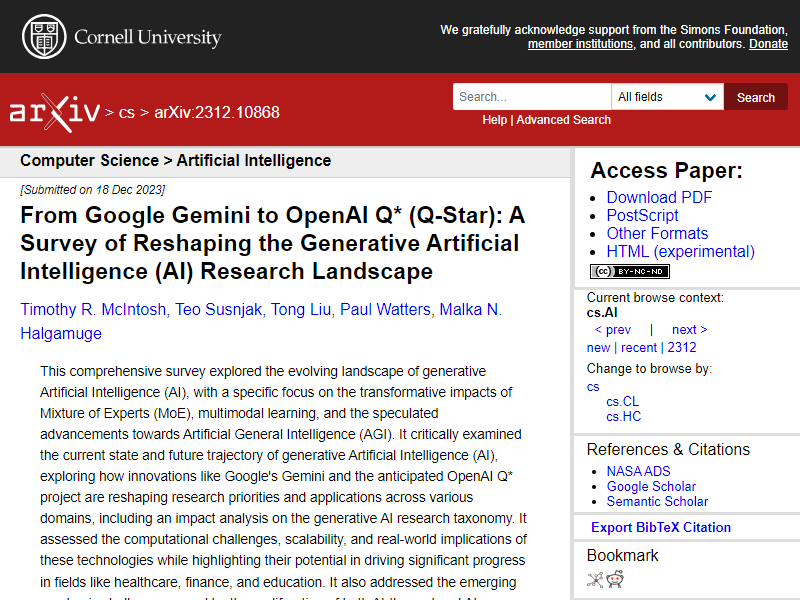 Cornell University
We gratefully acknowledge support from the Simons Foundation,
member institutions, and all contributors. Donate
arXiv > cs > arXiv:2312.10868
Search...
All fields
Search
Help | Advanced Search
Computer Science > Artificial Intelligence
[Submitted on 18 Dec 2023]
From Google Gemini to OpenAI Q* (Q-Star): A
Survey of Reshaping the Generative Artificial
Intelligence (AI) Research Landscape
Timothy R. McIntosh, Teo Susnjak, Tong Liu, Paul Watters, Malka N.
Halgamuge
This comprehensive survey explored the evolving landscape of generative
Artificial Intelligence (AI), with a specific focus on the transformative impacts of
Mixture of Experts (MoE), multimodal learning, and the speculated
advancements towards Artificial General Intelligence (AGI). It critically examined
the current state and future trajectory of generative Artificial Intelligence (AI),
exploring how innovations like Google's Gemini and the anticipated OpenAI Q*
project are reshaping research priorities and applications across various
domains, including an impact analysis on the generative AI research taxonomy. It
assessed the computational challenges, scalability, and real-world implications of
these technologies while highlighting their potential in driving significant progress
in fields like healthcare, finance, and education. It also addressed the emerging
Access Paper:
Download PDF
PostScript
Other Formats
HTML (experimental)
(cc) BY-NC-ND
Current browse context:
cs.AI
< prev | next >
new | recent | 2312
Change to browse by:
cs
cs.CL
cs.HC
References & Citations
NASA ADS
Google Scholar
Semantic Scholar
Export BibTeX Citation
Bookmark